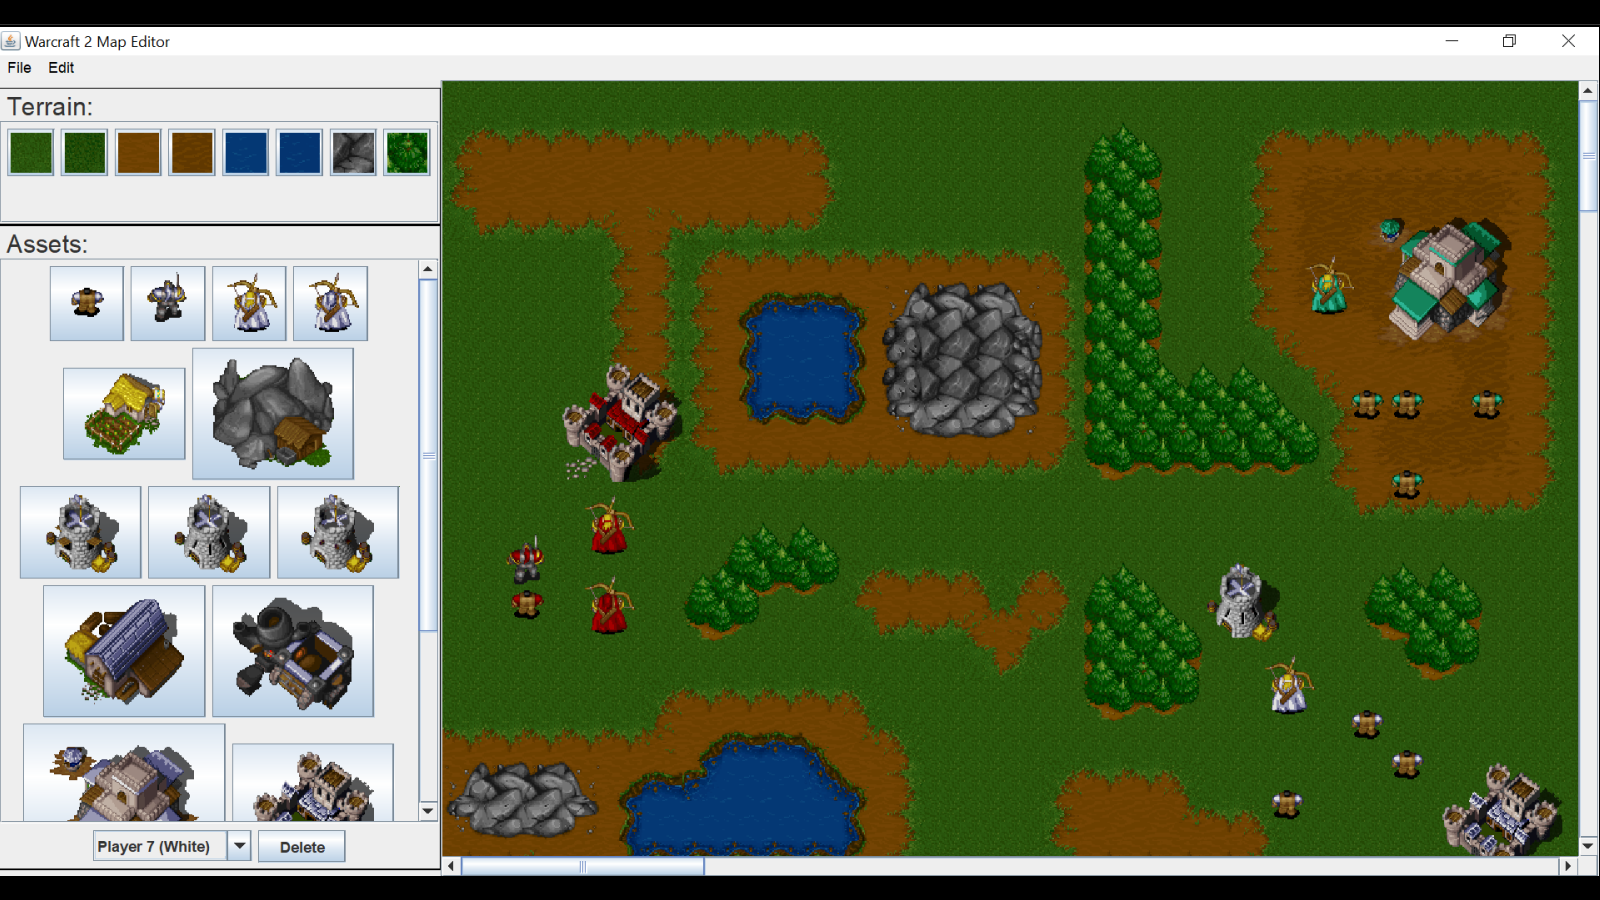 Warcraft 2 Map Editor
File Edit
Terrain:
Assets:
Player 7 (White)
Delete